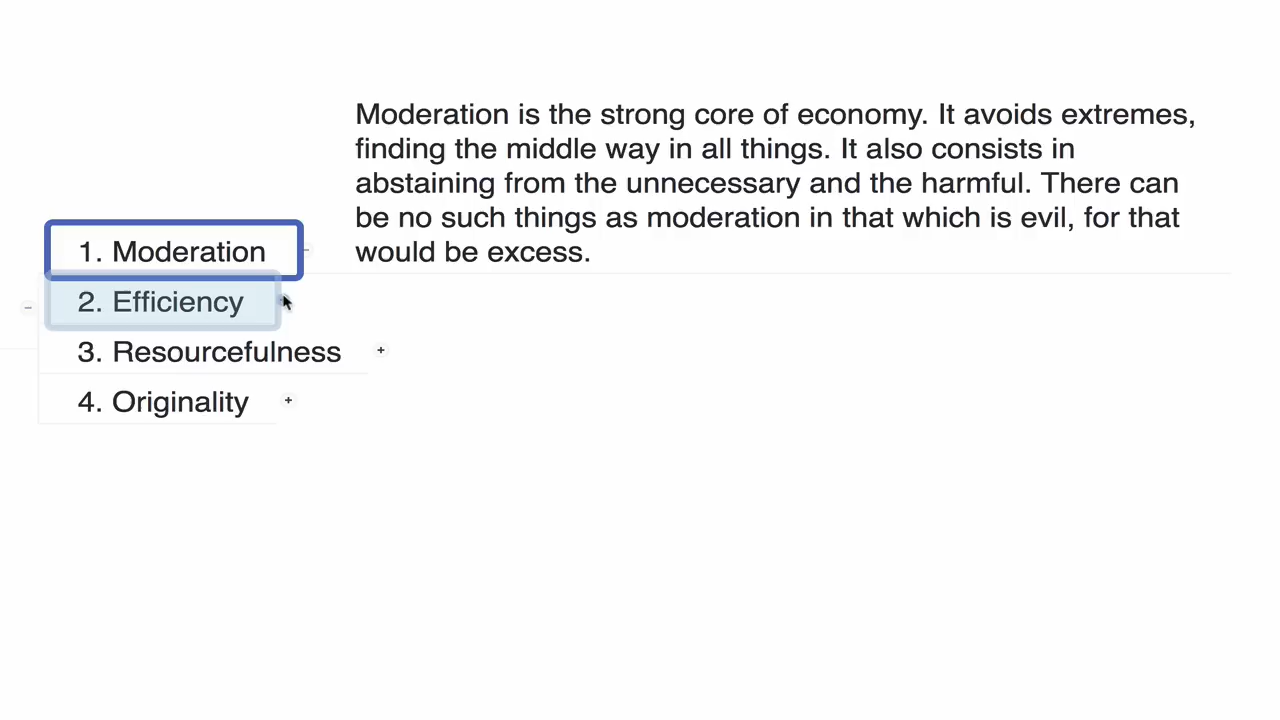 Moderation is the strong core of economy. It avoids extremes,
finding the middle way in all things. It also consists in
abstaining from the unnecessary and the harmful. There can
be no such things as moderation in that which is evil, for that
would be excess.
1. Moderation
2. Efficiency
3. Resourcefulness
4. Originality